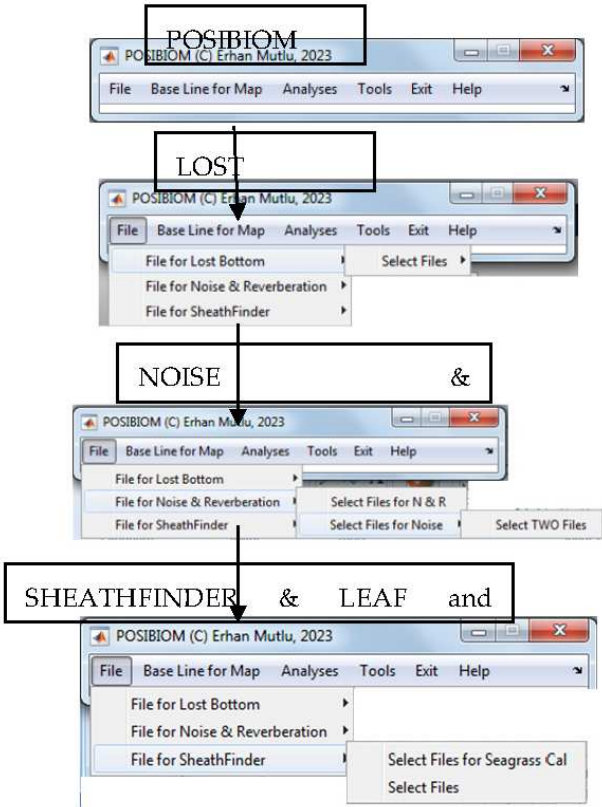 POSIBIOM
POSIBIOM (C) Erhan Mutlu, 2023
File Base Line for Map Analyses Tools Exit Help
LOST
POSIBIOM (C) Erhan Mutlu, 2023
File Base Line for Map Analyses Tools Exit Help
File for Lost Bottom Select Files
File for Noise & Reverberation
File for SheathFinder
NOISE &
POSIBIOM (C) Erhan Mutlu, 2023
File Base Line for Map Analyses Tools Exit Help
File for Lost Bottom
File for Noise & Reverberation Select Files for N & R
File for SheathFinder Select Files for Noise Select TWO Files
SHEATHFINDER & LEAF and
POSIBIOM (C) Erhan Mutlu, 2023
File Base Line for Map Analyses Tools Exit Help
File for Lost Bottom
File for Noise & Reverberation
File for SheathFinder Select Files for Seagrass Cal
Select Files